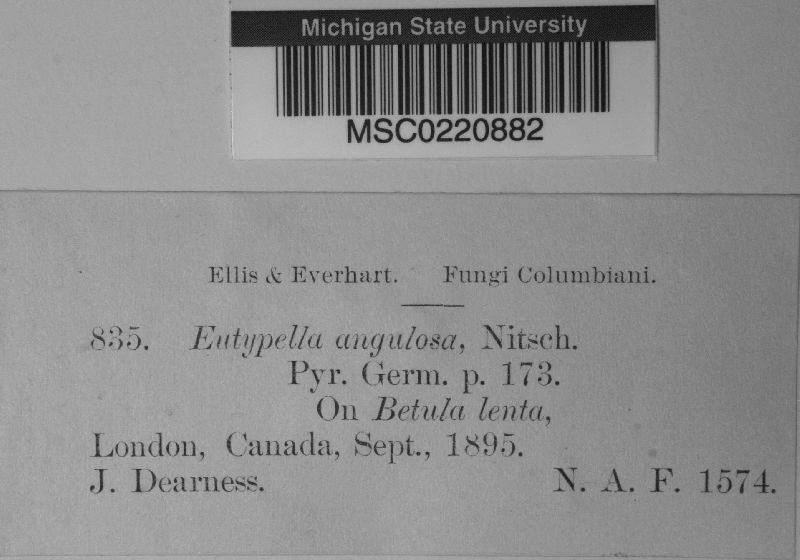 Michigan State University
MSC0220882
Ellis & Everhart. Fungi Columbiani.
835. Eutypella angulosa, Nitsch.
Pyr. Germ. p. 173.
On Betula lenta,
London, Canada, Sept., 1895.
J. Dearness. N. A. F. 1574.